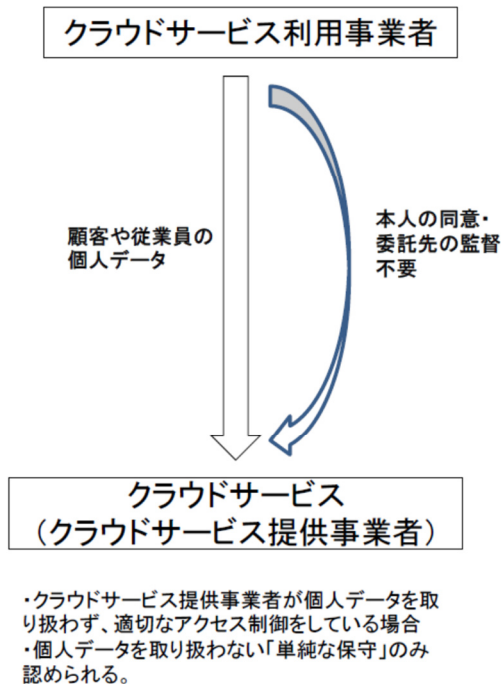 クラウドサービス利用事業者
顧客や従業員の
個人データ
本人の同意・
委託先の監督
不要
クラウドサービス
（クラウドサービス提供事業者）
・クラウドサービス提供事業者が個人データを取
り扱わず、適切なアクセス制御をしている場合
・個人データを取り扱わない「単純な保守」のみ
認められる。